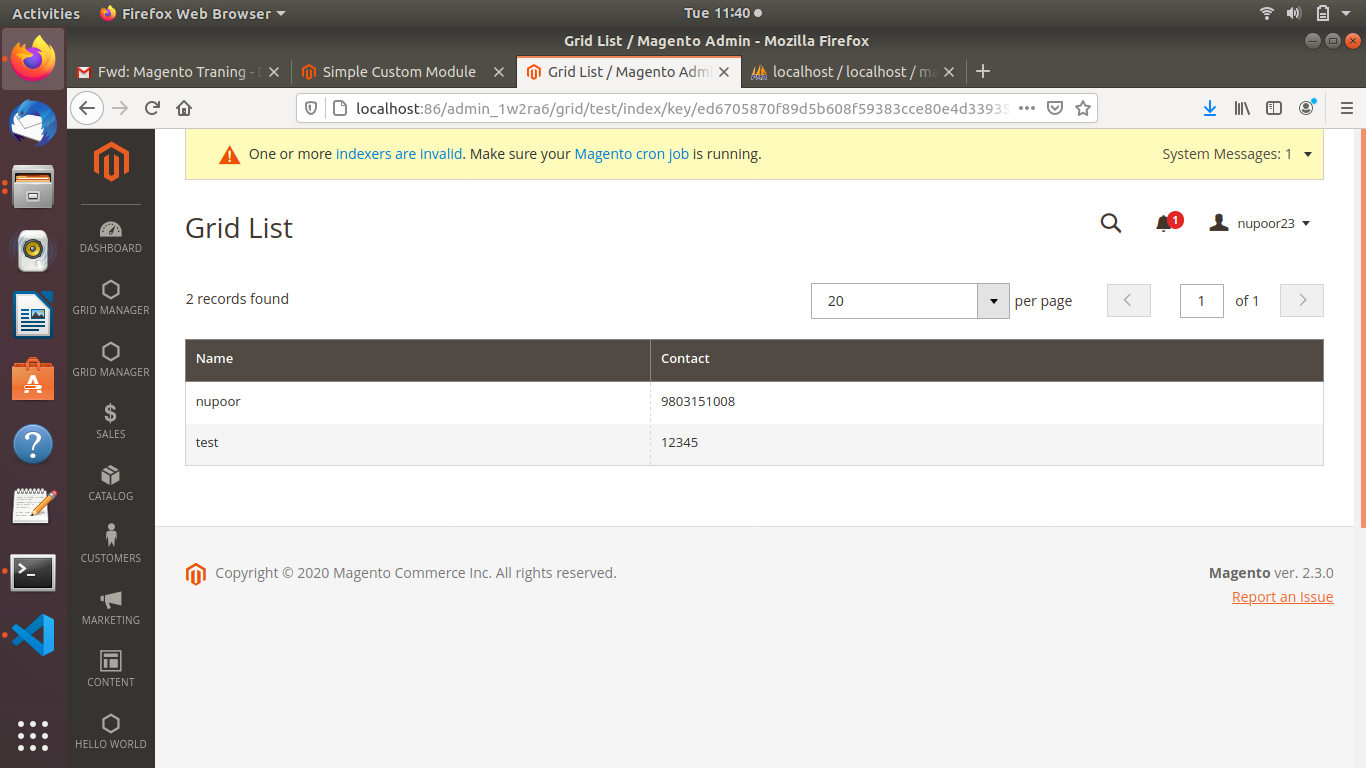 Activities Firefox Web Browser Tue 11:40
Grid List / Magento Admin - Mozilla Firefox
Fwd: Magento Traning - Simple Custom Module Grid List / Magento Admi localhost / localhost / ma
localhost:86/admin_1w2ra6/grid/test/index/key/ed6705870f89d5b608f59383cce80e4d33935
One or more indexers are invalid. Make sure your Magento cron job is running. System Messages: 1
Grid List 1 nupoor23
2 records found 20 per page 1 of 1
Name Contact
nupoor 9803151008
test 12345
DASHBOARD
GRID MANAGER
GRID MANAGER
SALES
CATALOG
CUSTOMERS
MARKETING
CONTENT
HELLO WORLD
Copyright © 2020 Magento Commerce Inc. All rights reserved. Magento ver. 2.3.0
Report an Issue